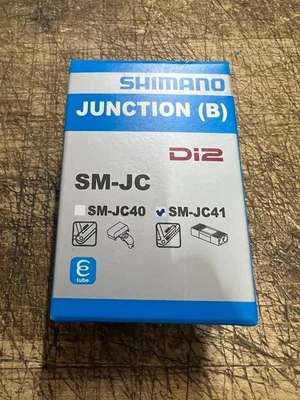 SHIMANO
JUNCTION (B)
Di2
SM-JC
SM-JC40 SM-JC41
E
tube